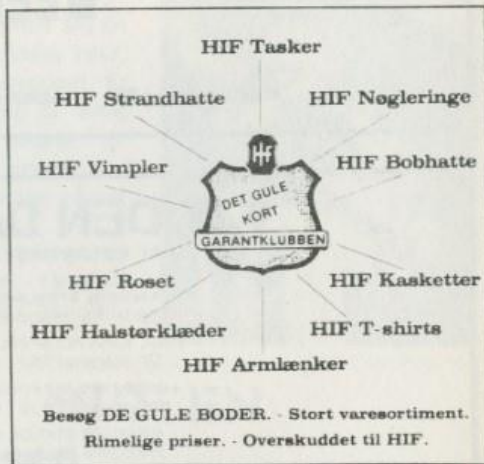 HIF Tasker
HIF Strandhatte
HIF Nøgleringe
HIF Vimpler
HIF Bobhatte
HIF
DET GULE
KORT
GARANTKLUBBEN
HIF Roset
HIF Kasketter
HIF Halstørklæder
HIF T-shirts
HIF Armlænker
Besøg DE GULE BODER. - Stort varesortiment.
Rimelige priser. - Overskuddet til HIF.